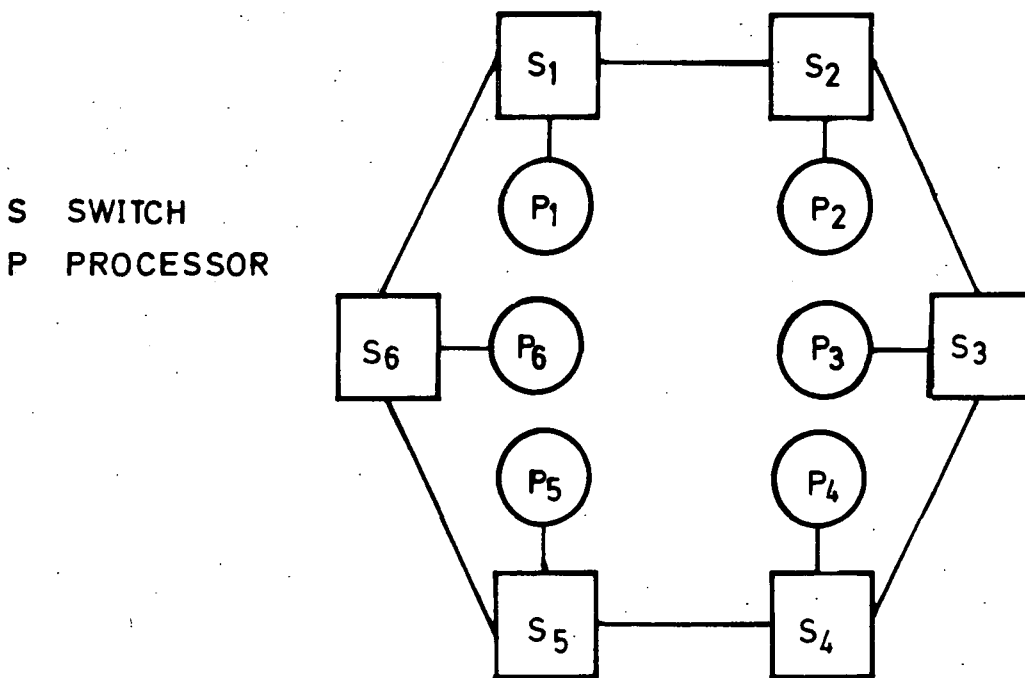 S SWITCH
P PROCESSOR
S1
S2
P1
P2
S6
P6
P3
S3
P5
P4
S5
S4